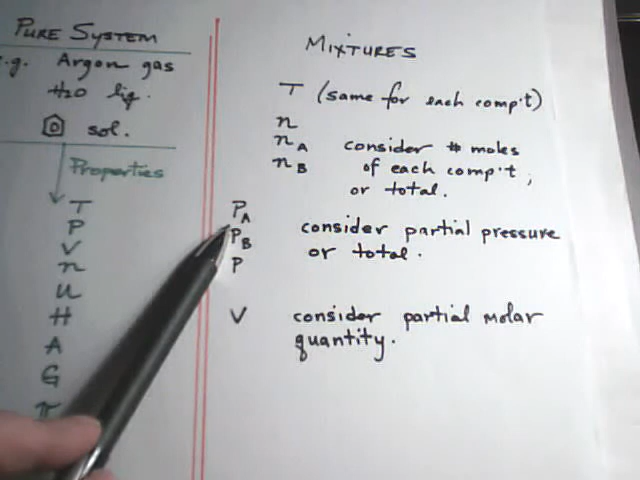 PURE SYSTEM
e.g. Argon gas
H2O liq.
sol.
Properties
T
P
V
n
U
H
A
G
MIXTURES
T (same for each comp't)
n
nA consider # moles
nB of each comp't,
or total.
PA
PB consider partial pressure
P or total.
V consider partial molar
quantity.